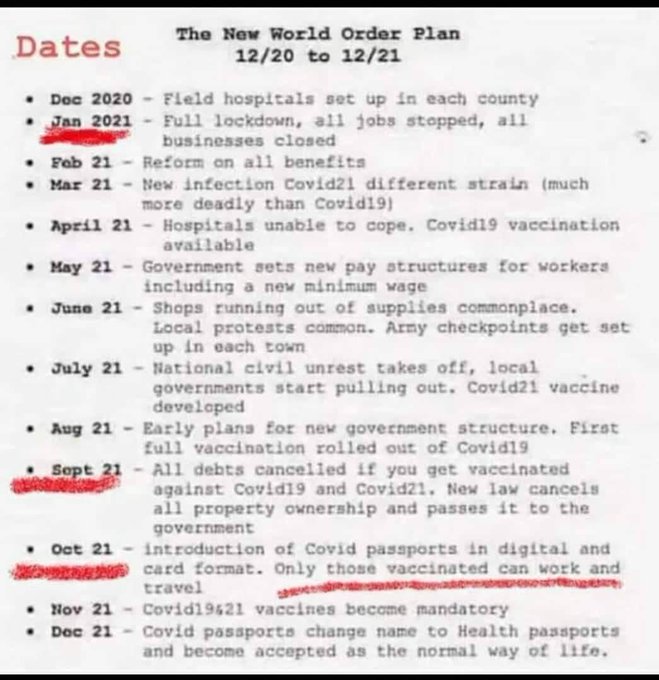 Dates
The New World Order Plan
12/20 to 12/21
• Dec 2020 - Field hospitals set up in each county
• Jan 2021 - Full lockdown, all jobs stopped, all
businesses closed
• Feb 21 - Reform on all benefits
• Mar 21 - New infection Covid21 different strain (much
more deadly than Covid19)
• April 21 - Hospitals unable to cope. Covid19 vaccination
available
• May 21 - Government sets new pay structures for workers
including a new minimum wage
• June 21 - Shops running out of supplies commonplace.
Local protests common. Army checkpoints get set
up in each town
• July 21 - National civil unrest takes off, local
governments start pulling out. Covid21 vaccine
developed
• Aug 21 - Early plans for new government structure. First
full vaccination rolled out of Covid19
• Sept 21 - All debts cancelled if you get vaccinated
against Covid19 and Covid21. New law cancels
all property ownership and passes it to the
government
• Oct 21 - introduction of Covid passports in digital and
card format. Only those vaccinated can work and
travel
• Nov 21 - Covid19&21 vaccines become mandatory
• Dec 21 - Covid passports change name to Health passports
and become accepted as the normal way of life.